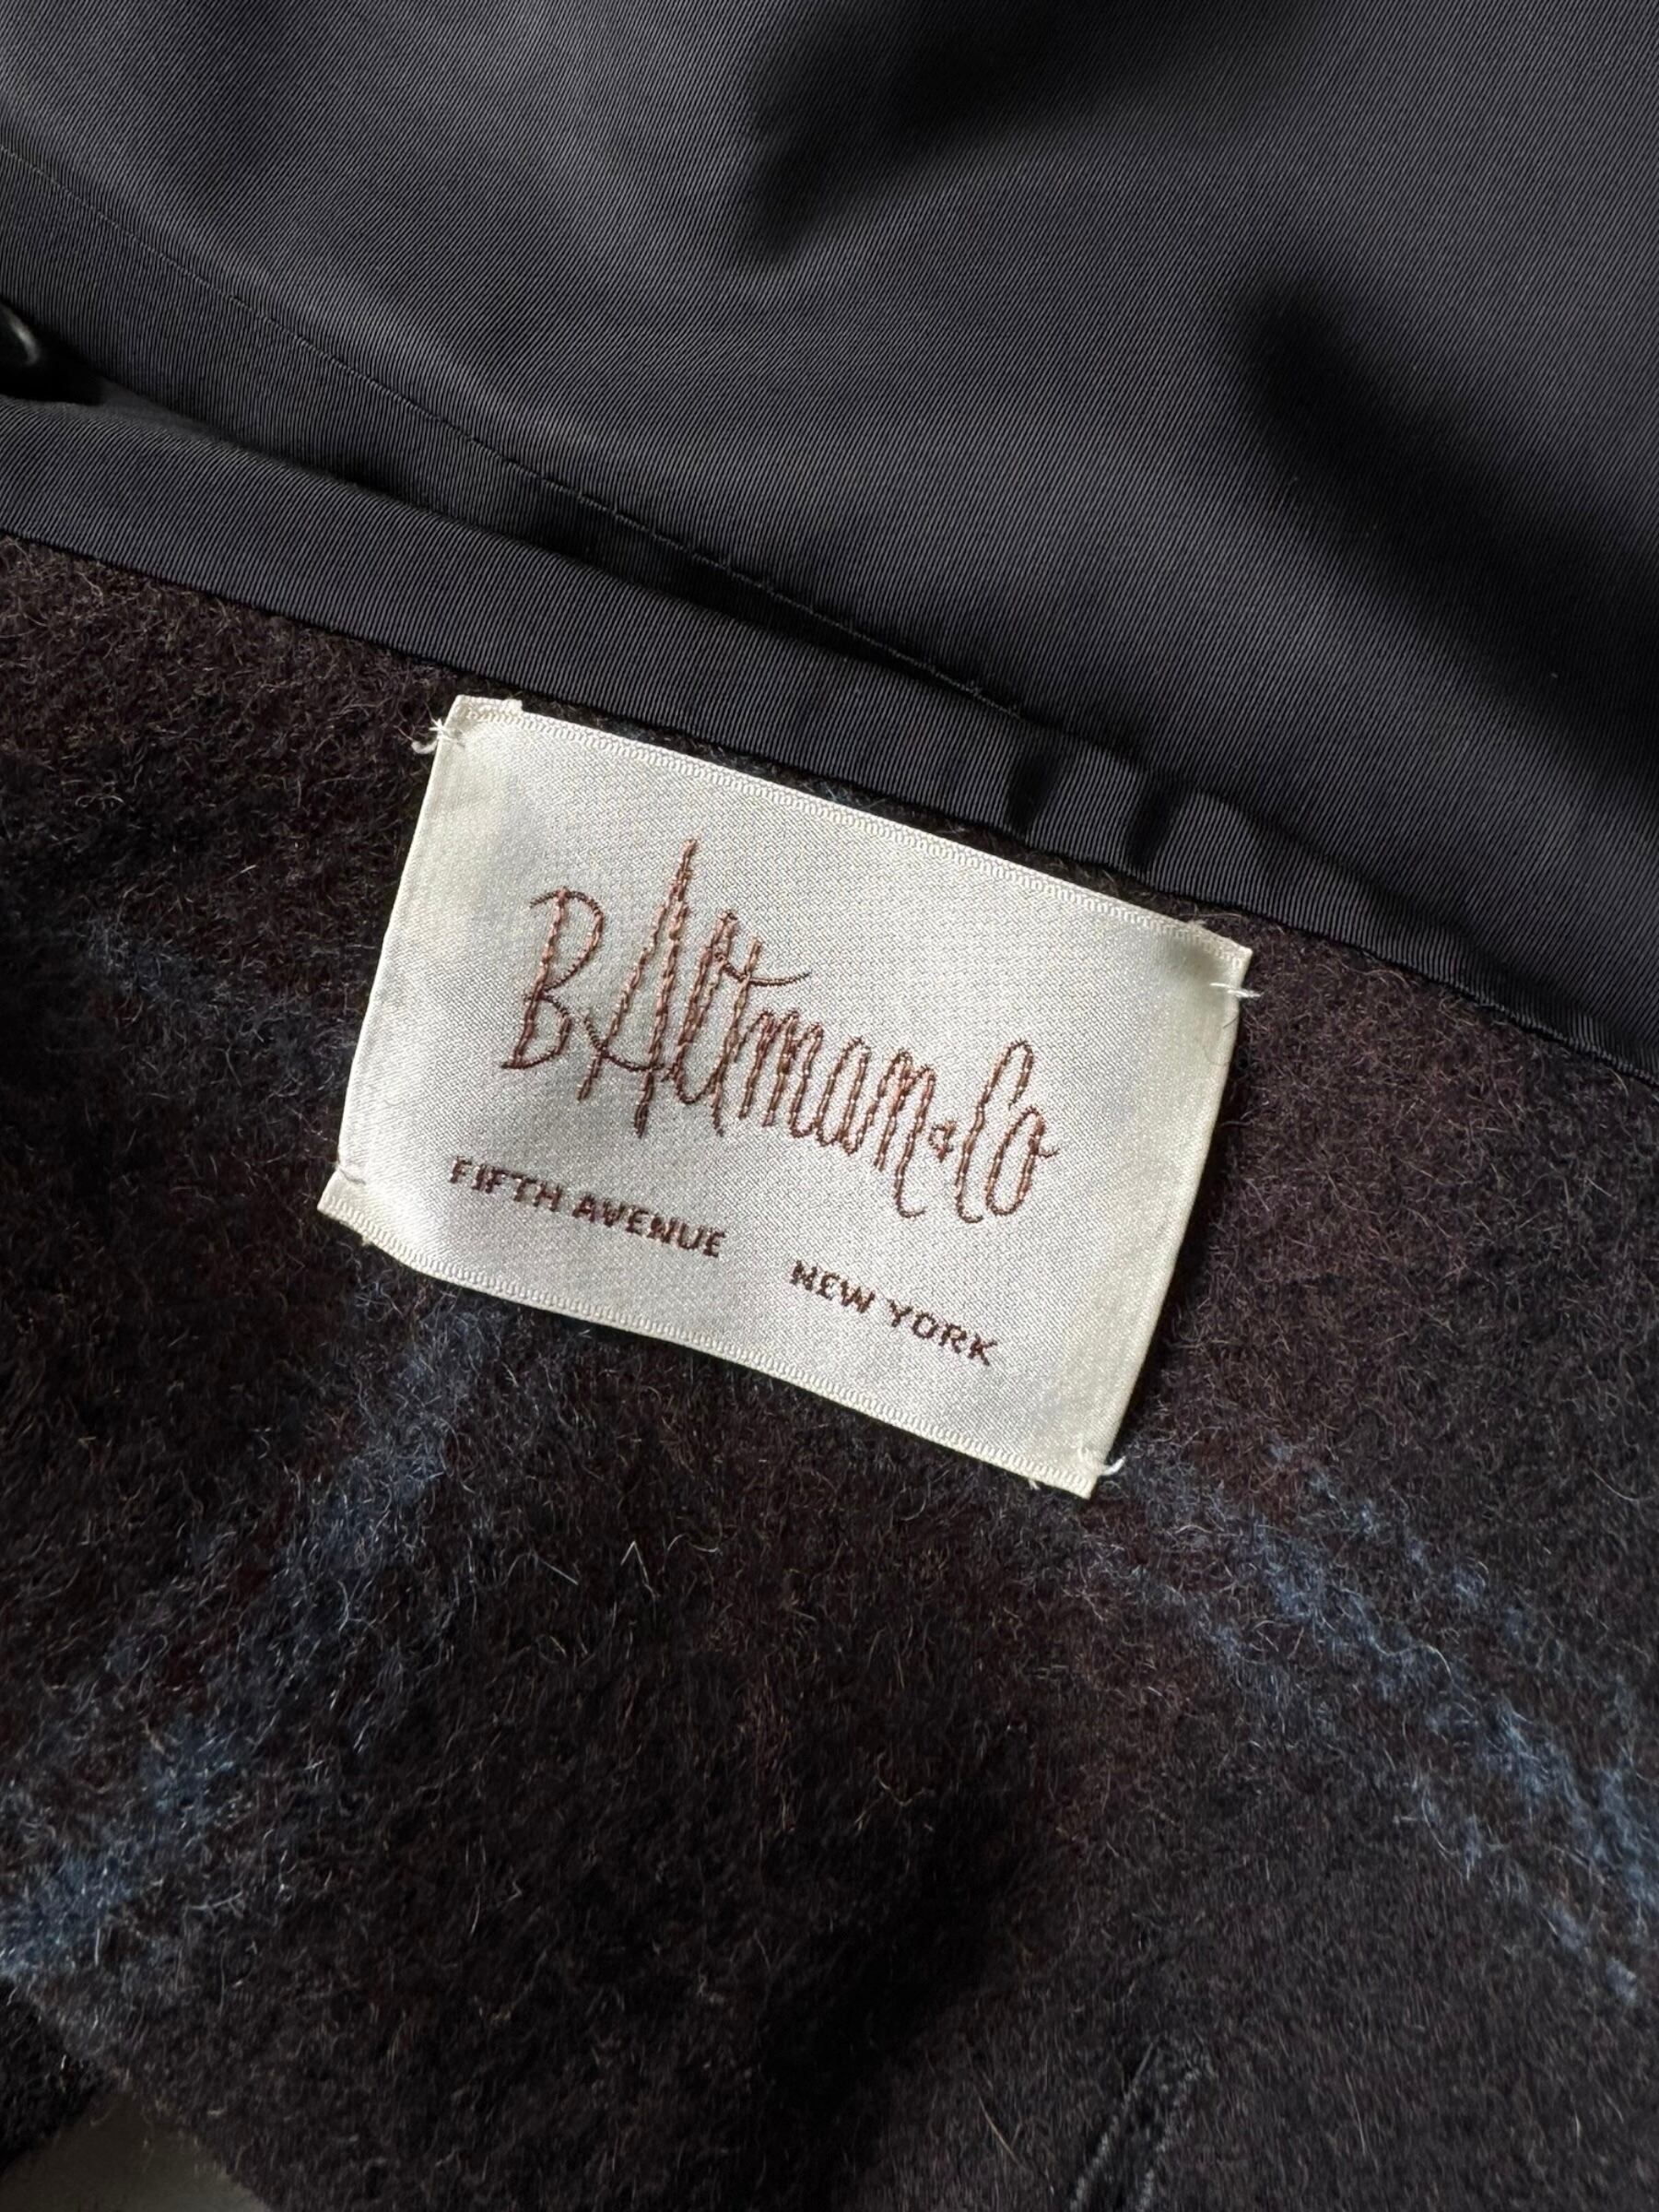 B. Altman & Co
FIFTH AVENUE NEW YORK